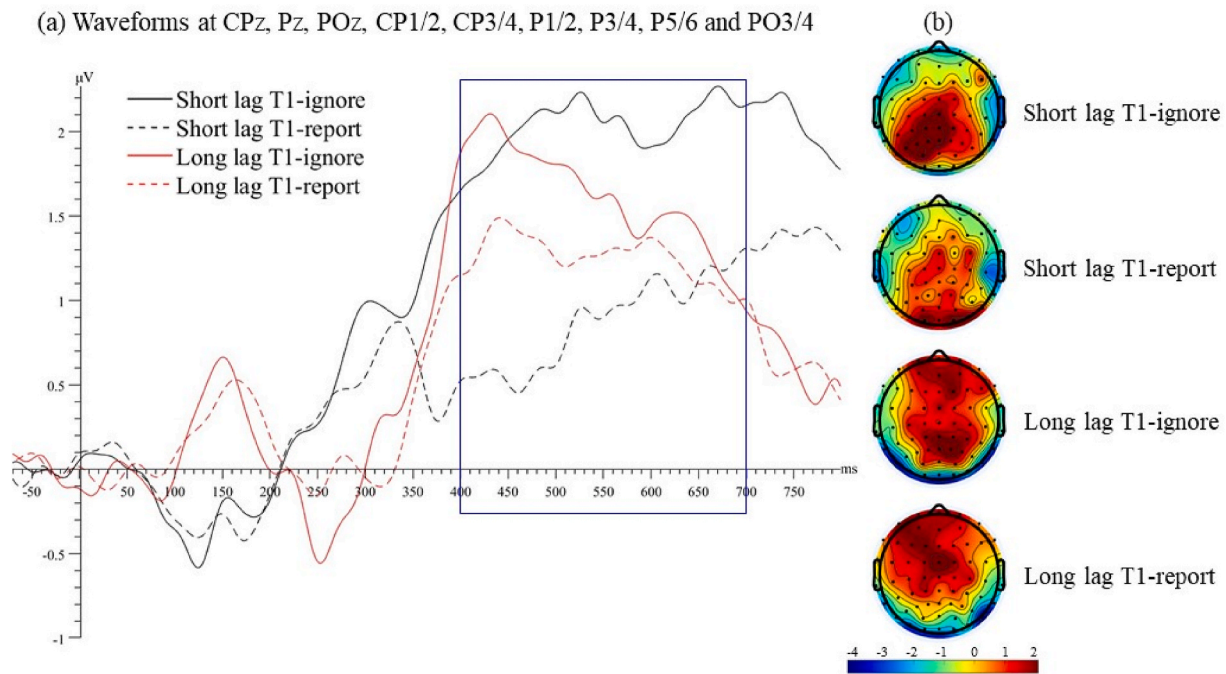 (a) Waveforms at CPz, Pz, POz, CP1/2, CP3/4, P1/2, P3/4, P5/6 and PO3/4
(b)
μV
Short lag T1-ignore
Short lag T1-report
Long lag T1-ignore
Long lag T1-report
2
1.5
1
0.5
-0.5
-1
-50 50 100 150 200 250 300 350 400 450 500 550 600 650 700 750 ms
Short lag T1-ignore
Short lag T1-report
Long lag T1-ignore
Long lag T1-report
-4 -3 -2 -1 0 1 2